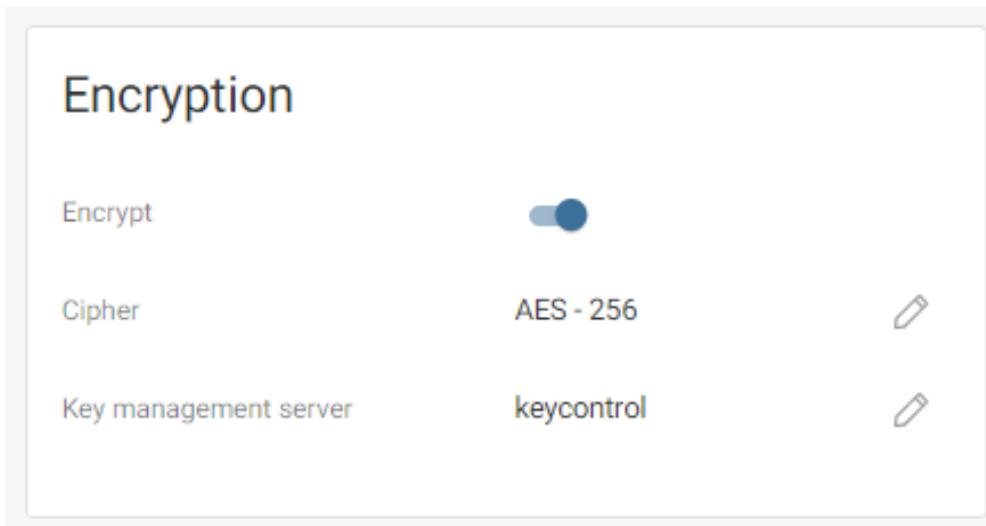 Encryption
Encrypt
Cipher AES - 256
Key management server keycontrol